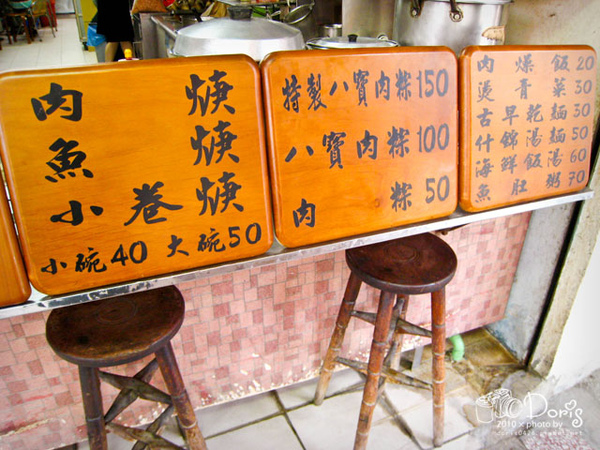 肉焿
魚焿
小卷焿
小碗40 大碗50
特製八寶肉粽150
八寶肉粽100
肉粽50
肉燥飯20
燙青菜30
古早乾麵30
什錦湯麵50
海鮮飯湯60
魚肚粥70
Doris
2010 x photo by